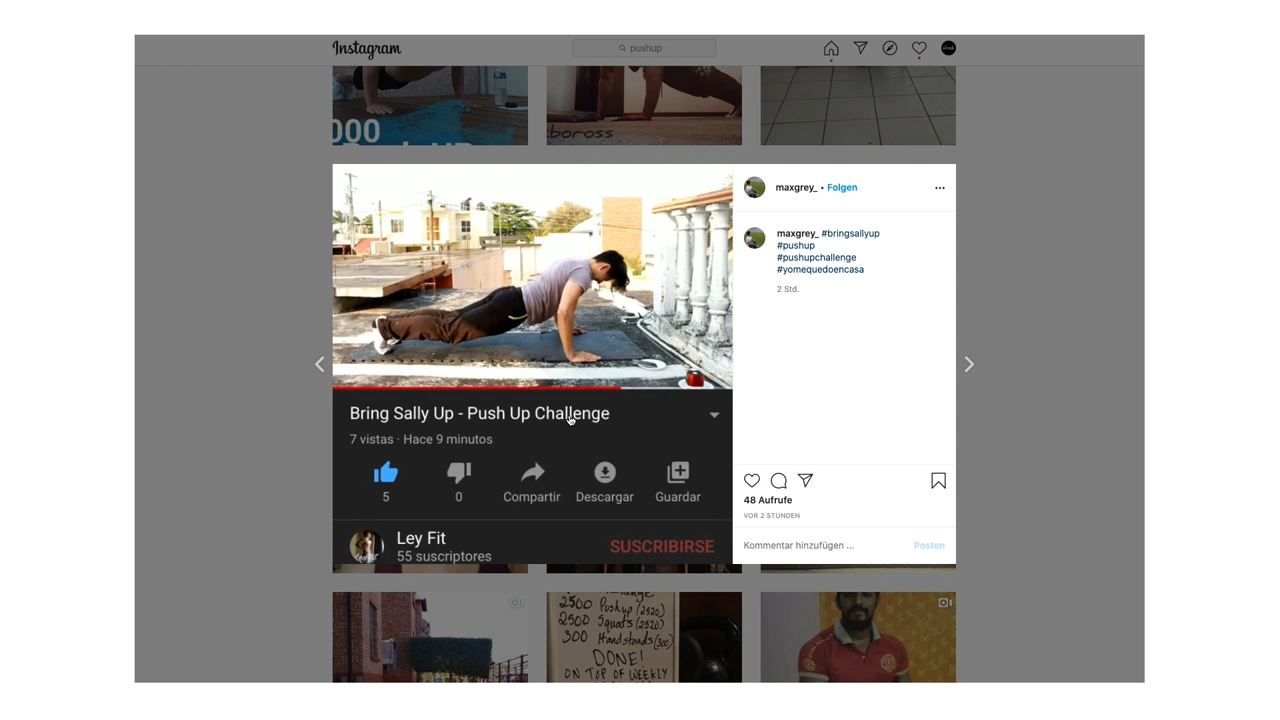 Instagram
pushup
000
boross
maxgrey_ • Folgen
maxgrey_ #bringsallyup
#pushup
#pushupchallenge
#yomequedoencasa
2 Std.
Bring Sally Up - Push Up Challenge
7 vistas · Hace 9 minutos
5
0
Compartir
Descargar
Guardar
Ley Fit
55 suscriptores
SUSCRIBIRSE
48 Aufrufe
VOR 2 STUNDEN
Kommentar hinzufügen ...
Posten
2500 Pushup (2520)
2500 Squats (2520)
300 Handstands (300)
DONE!
ON TOP OF WEEKLY